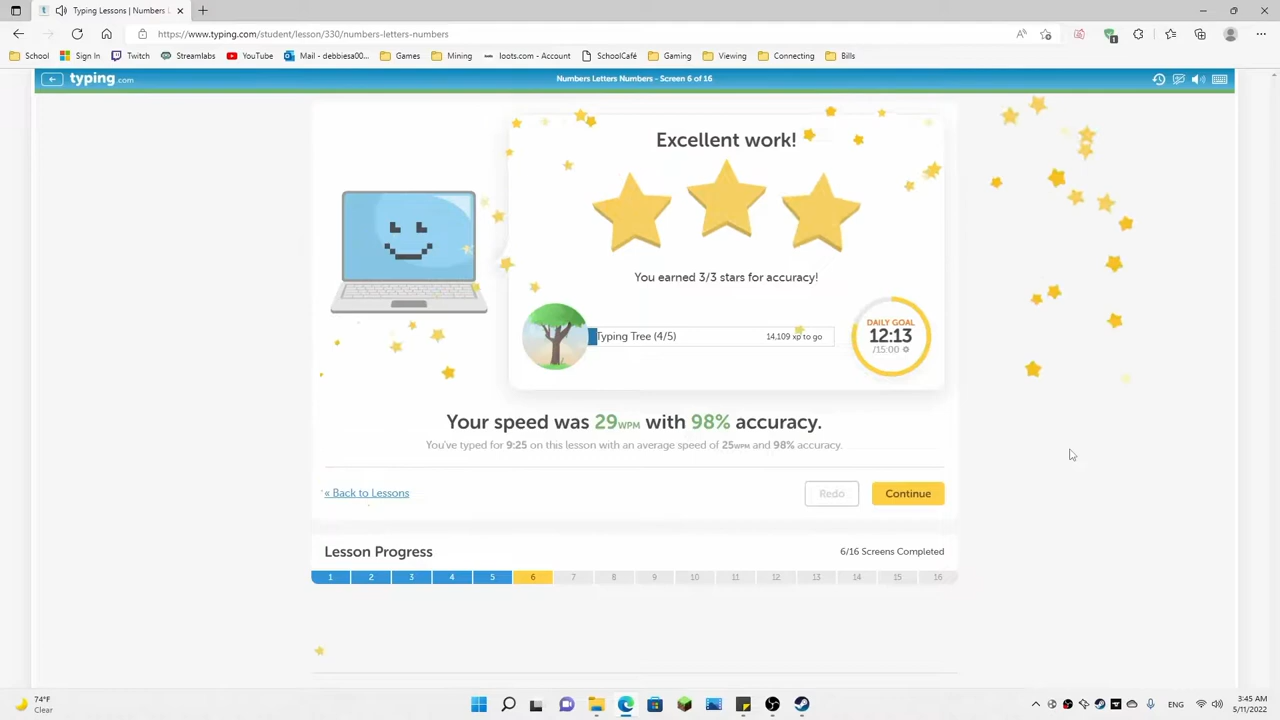 Typing Lessons | Numbers L
https://www.typing.com/student/lesson/330/numbers-letters-numbers
School
Sign In
Twitch
Streamlabs
YouTube
Mail - debbiesa00...
Games
Mining
loots.com - Account
SchoolCafé
Gaming
Viewing
Connecting
Bills
typing.com
Numbers Letters Numbers - Screen 6 of 16
Excellent work!
You earned 3/3 stars for accuracy!
Typing Tree (4/5)
14,109 xp to go
DAILY GOAL
12:13
/15:00
Your speed was 29WPM with 98% accuracy.
You've typed for 9:25 on this lesson with an average speed of 25WPM and 98% accuracy.
« Back to Lessons
Redo
Continue
Lesson Progress
6/16 Screens Completed
1 2 3 4 5 6 7 8 9 10 11 12 13 14 15 16
74°F
Clear
ENG
3:45 AM
5/11/2022